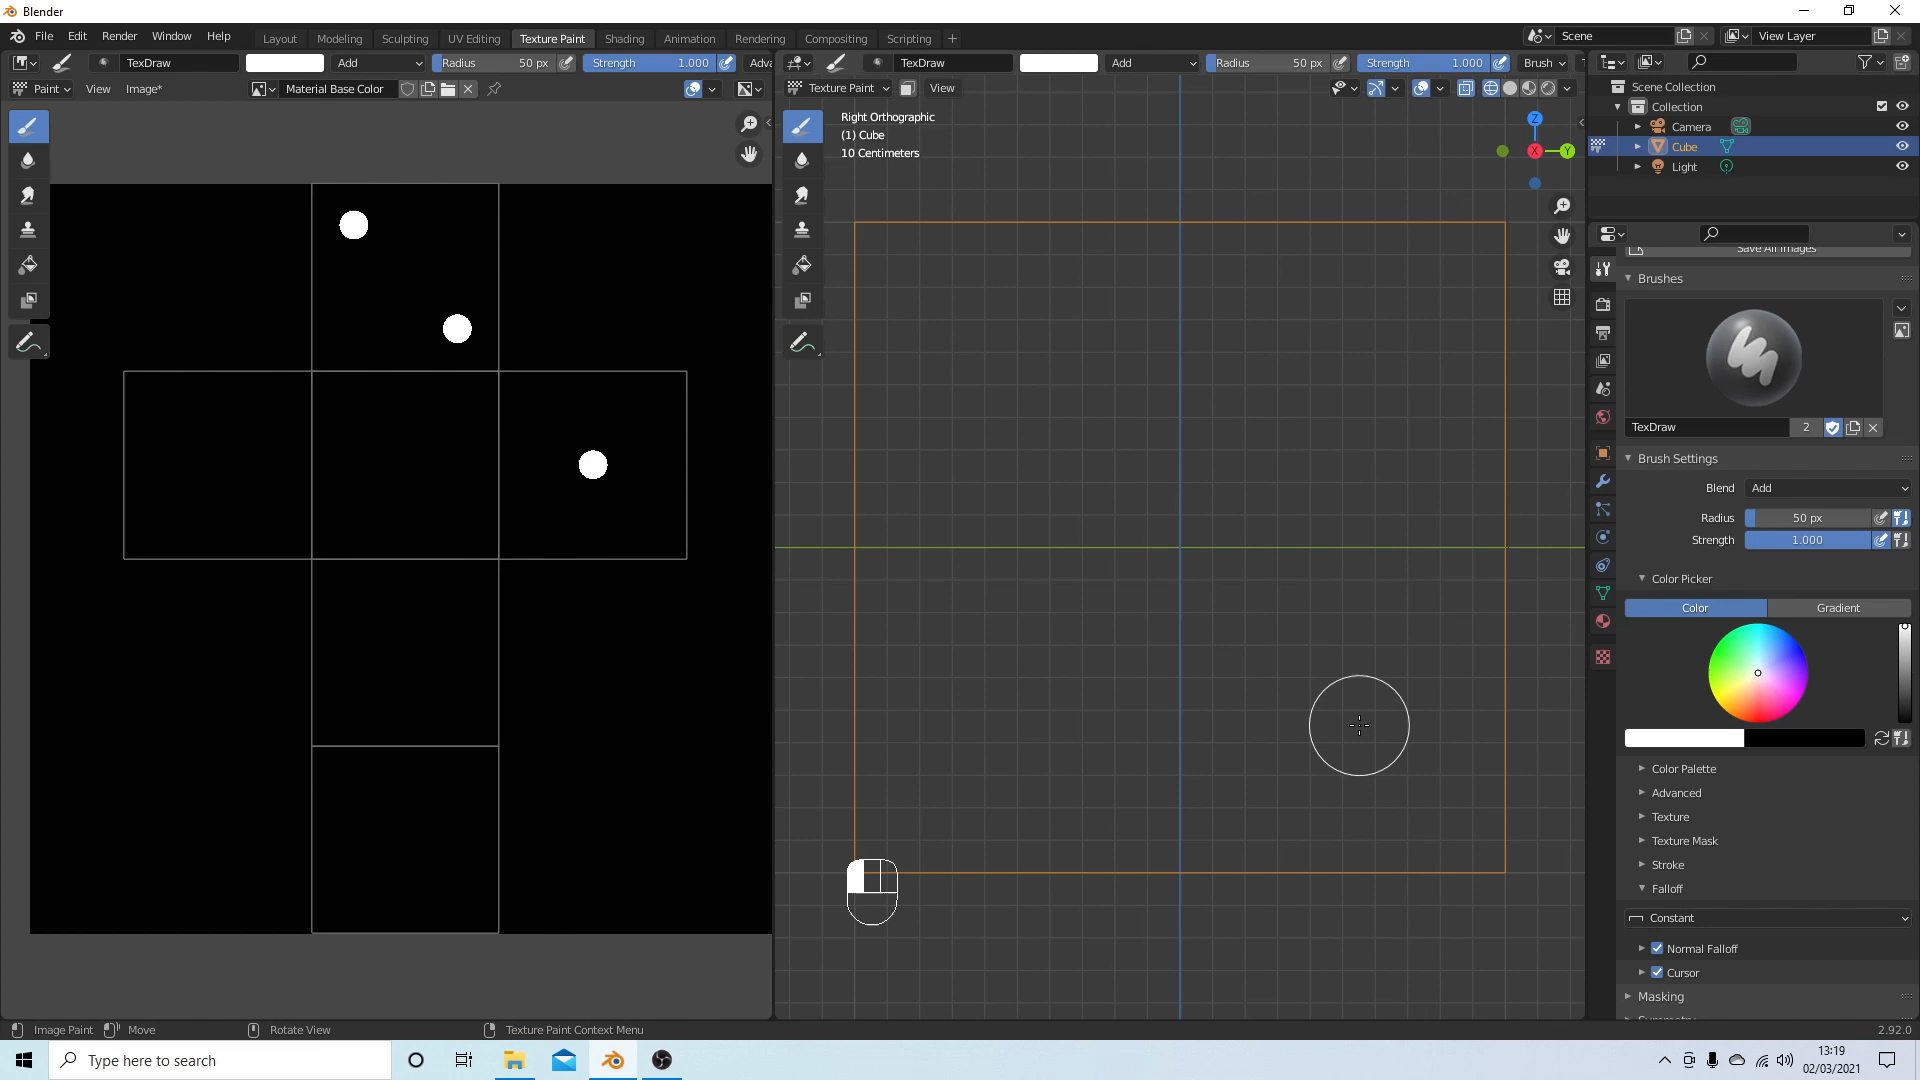 Blender
File Edit Render Window Help
Layout Modeling Sculpting UV Editing Texture Paint Shading Animation Rendering Compositing Scripting +
Scene
View Layer
TexDraw Add Radius 50 px Strength 1.000 Adva
TexDraw Add Radius 50 px Strength 1.000 Brush
Paint View Image* Material Base Color
Texture Paint View
Right Orthographic
(1) Cube
10 Centimeters
Z
X
Y
Scene Collection
Collection
Camera
Cube
Light
Save All Images
Brushes
TexDraw 2
Brush Settings
Blend Add
Radius 50 px
Strength 1.000
Color Picker
Color Gradient
Color Palette
Advanced
Texture
Texture Mask
Stroke
Falloff
Constant
Normal Falloff
Cursor
Masking
Symmetry
Image Paint Move Rotate View Texture Paint Context Menu 2.92.0
Type here to search
13:19
02/03/2021